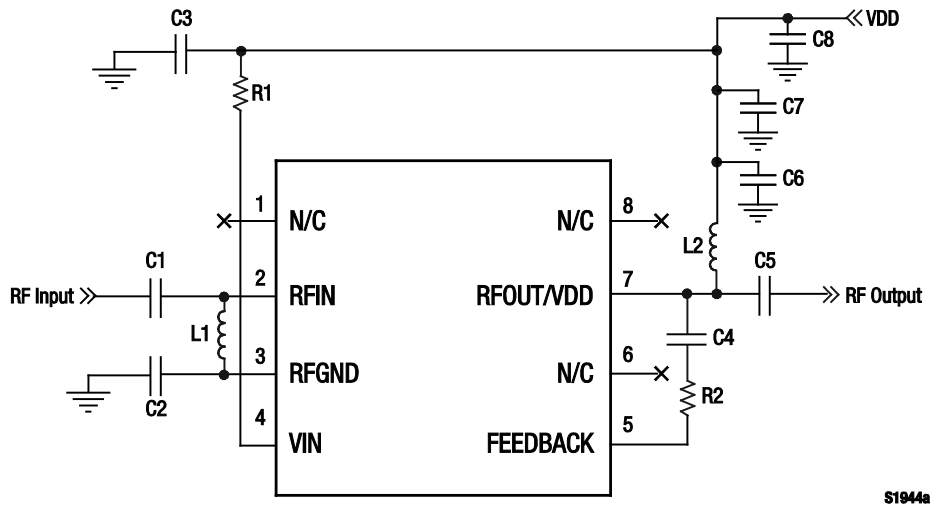 C3
VDD
C8
R1
C7
C6
1
N/C
N/C
8
L2
C1
2
7
C5
RF Input
RFIN
RFOUT/VDD
RF Output
L1
C4
3
6
RFGND
N/C
C2
R2
4
5
VIN
FEEDBACK
S1944a